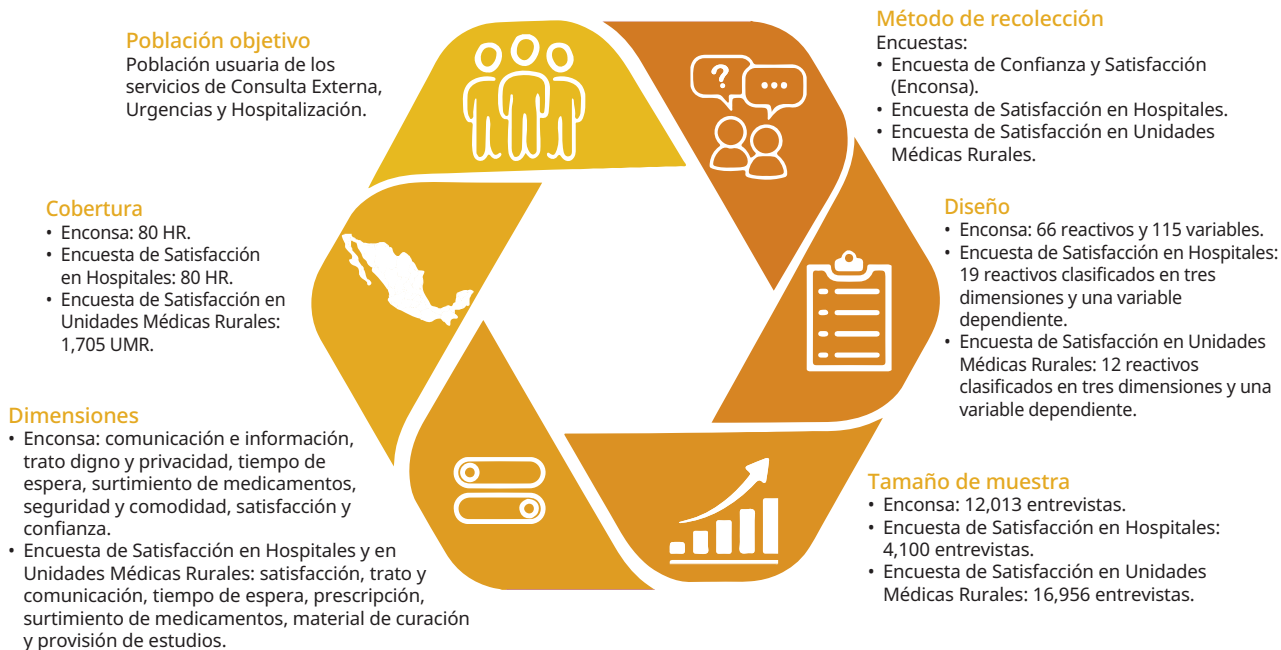 Población objetivo
Población usuaria de los
servicios de Consulta Externa,
Urgencias y Hospitalización.
Método de recolección
Encuestas:
• Encuesta de Confianza y Satisfacción
(Enconsa).
• Encuesta de Satisfacción en Hospitales.
• Encuesta de Satisfacción en Unidades
Médicas Rurales.
? ...
Cobertura
• Enconsa: 80 HR.
• Encuesta de Satisfacción
en Hospitales: 80 HR.
• Encuesta de Satisfacción en
Unidades Médicas Rurales:
1,705 UMR.
Diseño
• Enconsa: 66 reactivos y 115 variables.
• Encuesta de Satisfacción en Hospitales:
19 reactivos clasificados en tres
dimensiones y una variable
dependiente.
• Encuesta de Satisfacción en Unidades
Médicas Rurales: 12 reactivos
clasificados en tres dimensiones y una
variable dependiente.
Dimensiones
• Enconsa: comunicación e información,
trato digno y privacidad, tiempo de
espera, surtimiento de medicamentos,
seguridad y comodidad, satisfacción y
confianza.
• Encuesta de Satisfacción en Hospitales y en
Unidades Médicas Rurales: satisfacción, trato y
comunicación, tiempo de espera, prescripción,
surtimiento de medicamentos, material de curación
y provisión de estudios.
Tamaño de muestra
• Enconsa: 12,013 entrevistas.
• Encuesta de Satisfacción en Hospitales:
4,100 entrevistas.
• Encuesta de Satisfacción en Unidades
Médicas Rurales: 16,956 entrevistas.